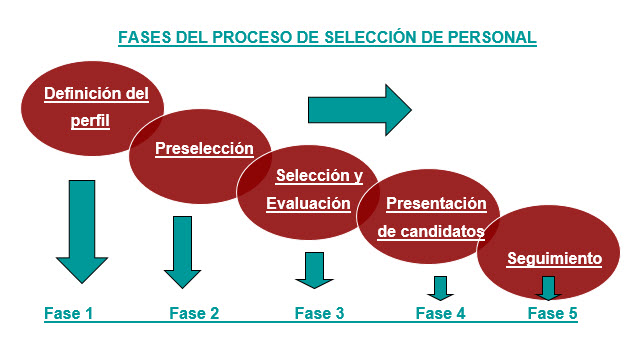 FASES DEL PROCESO DE SELECCIÓN DE PERSONAL
Definición del
perfil
Preselección
Selección y
Evaluación
Presentación
de candidatos
Seguimiento
Fase 1 Fase 2 Fase 3 Fase 4 Fase 5